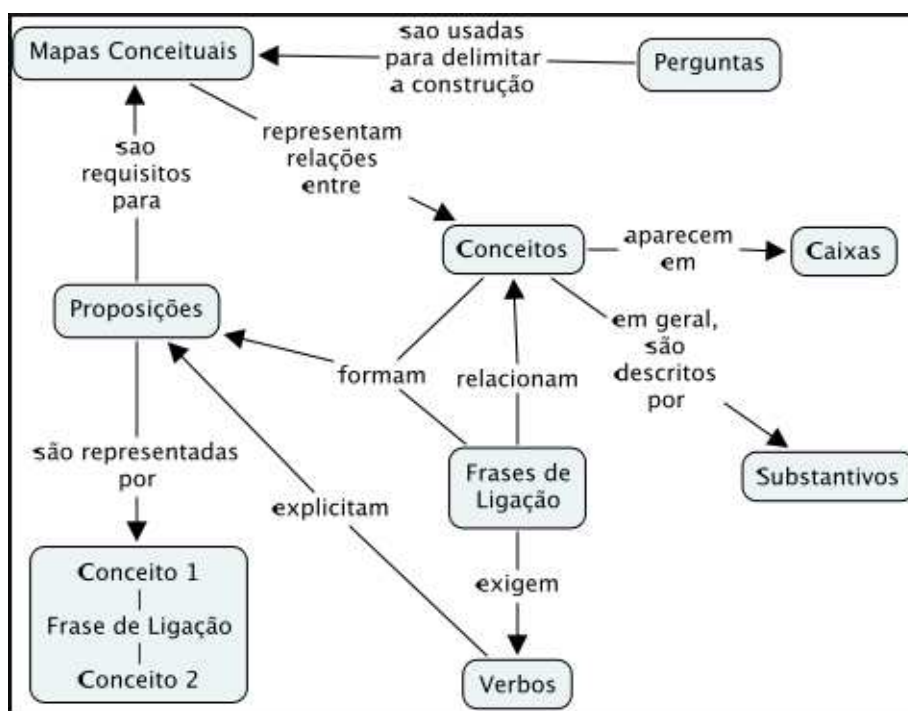 Mapas Conceituais
sao usadas
para delimitar
a construção
Perguntas
representam
relações
entre
sao
requisitos
para
Conceitos
aparecem
em
Caixas
Proposições
formam
relacionam
em geral,
são
descritos
por
são representadas
por
explicitam
Frases de
Ligação
Substantivos
exigem
Conceito 1
Frase de Ligação
Conceito 2
Verbos